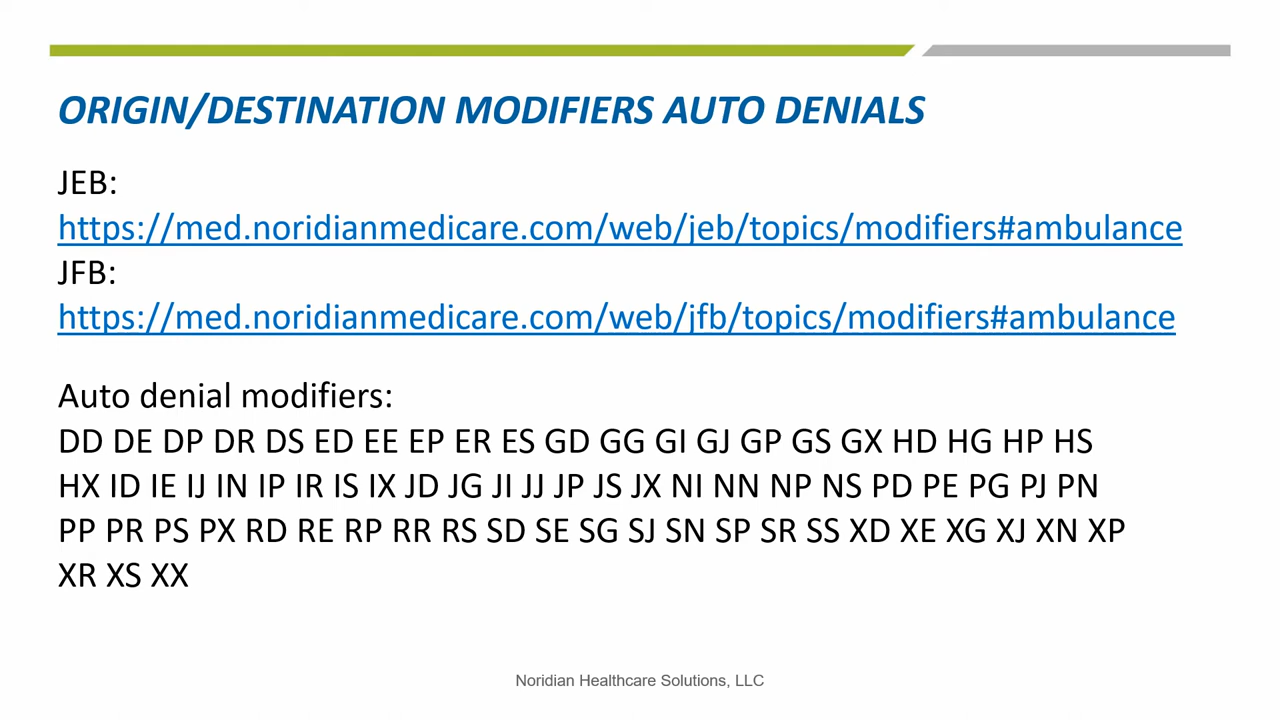 ORIGIN/DESTINATION MODIFIERS AUTO DENIALS
JEB:
https://med.noridianmedicare.com/web/jeb/topics/modifiers#ambulance
JFB:
https://med.noridianmedicare.com/web/jfb/topics/modifiers#ambulance
Auto denial modifiers:
DD DE DP DR DS ED EE EP ER ES GD GG GI GJ GP GS GX HD HG HP HS
HX ID IE IJ IN IP IR IS IX JD JG JI JJ JP JS JX NI NN NP NS PD PE PG PJ PN
PP PR PS PX RD RE RP RR RS SD SE SG SJ SN SP SR SS XD XE XG XJ XN XP
XR XS XX
Noridian Healthcare Solutions, LLC